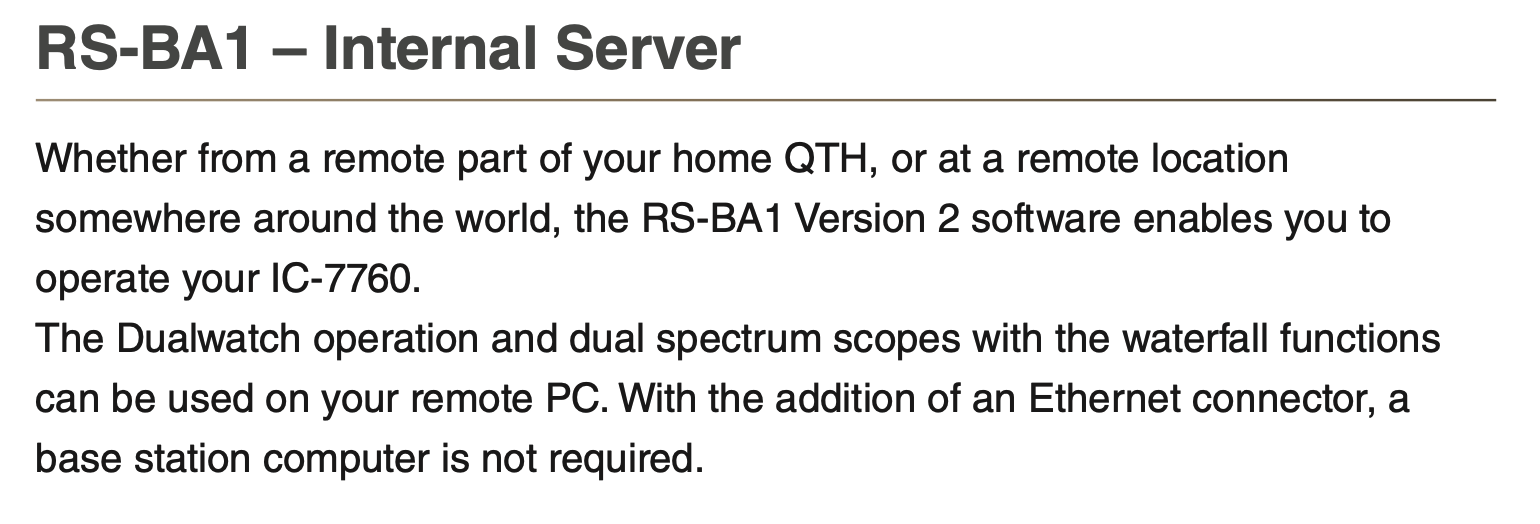 RS-BA1 – Internal Server
Whether from a remote part of your home QTH, or at a remote location
somewhere around the world, the RS-BA1 Version 2 software enables you to
operate your IC-7760.
The Dualwatch operation and dual spectrum scopes with the waterfall functions
can be used on your remote PC. With the addition of an Ethernet connector, a
base station computer is not required.